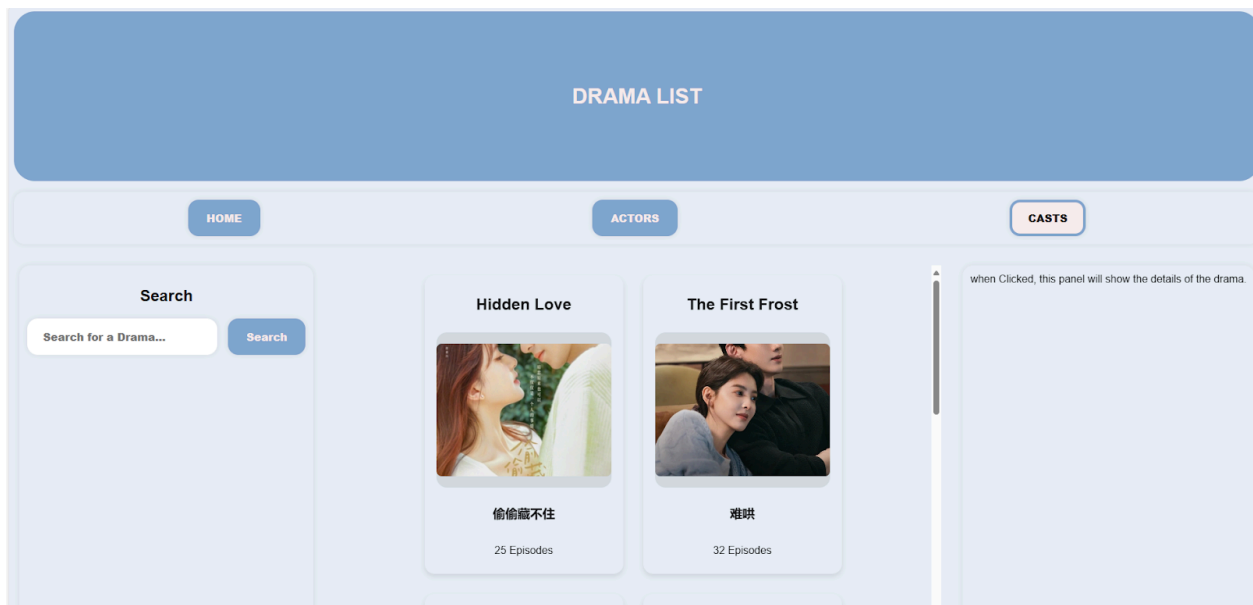 DRAMA LIST
HOME
ACTORS
CASTS
Search
Search for a Drama...
Search
Hidden Love
偷偷藏不住
25 Episodes
The First Frost
难哄
32 Episodes
when Clicked, this panel will show the details of the drama.